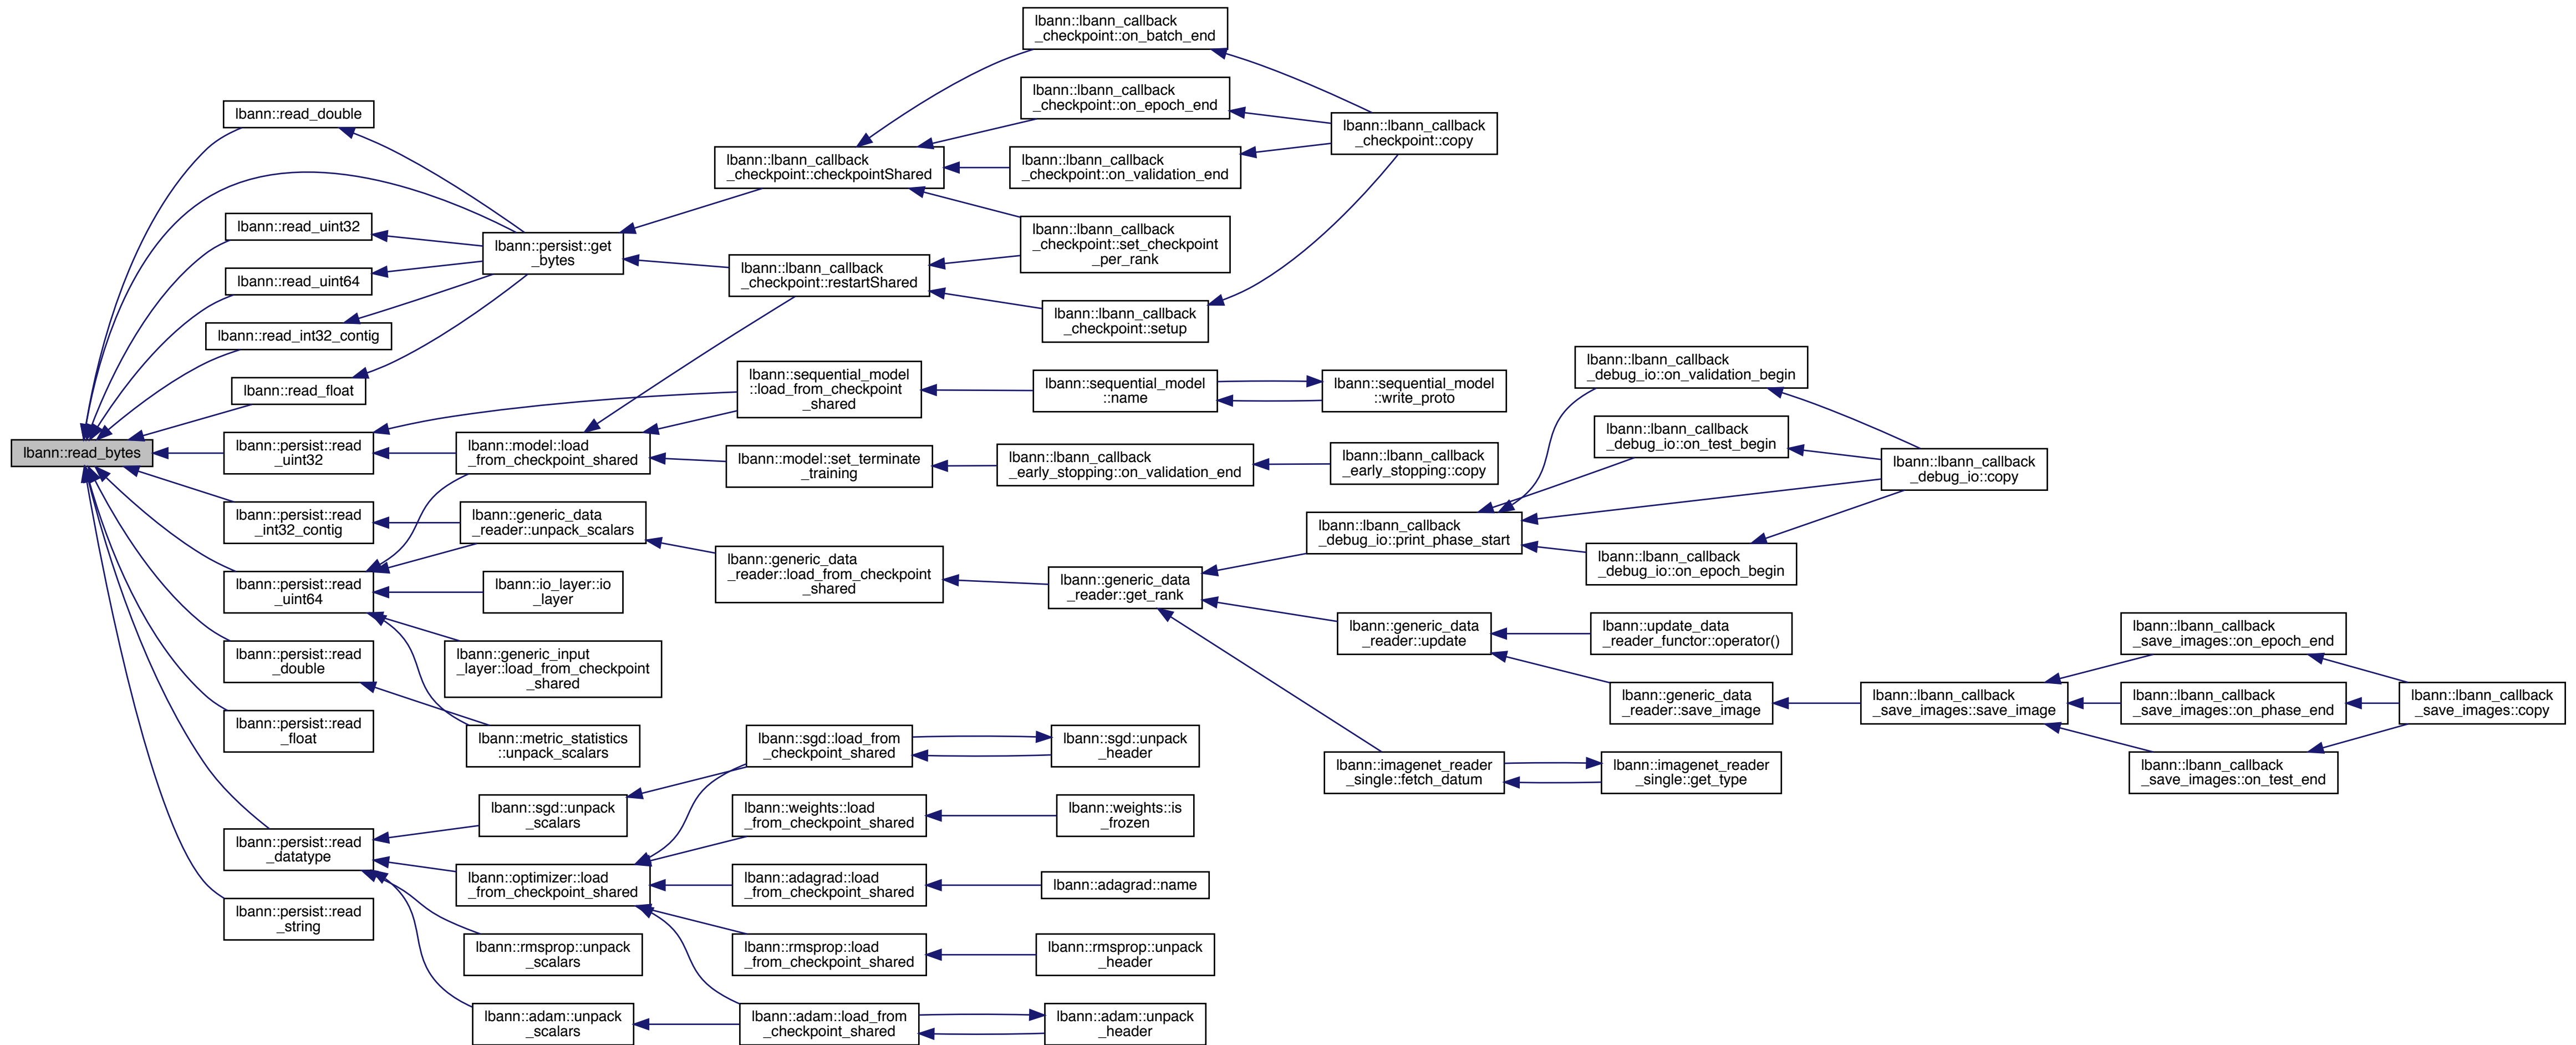 lbann::read_bytes
lbann::read_double
lbann::read_uint32
lbann::read_uint64
lbann::read_int32_contig
lbann::read_float
lbann::persist::read
_uint32
lbann::persist::read
_int32_contig
lbann::persist::read
_uint64
lbann::persist::read
_double
lbann::persist::read
_float
lbann::persist::read
_datatype
lbann::persist::read
_string
lbann::persist::get
_bytes
lbann::model::load
_from_checkpoint_shared
lbann::generic_data
_reader::unpack_scalars
lbann::io_layer::io
_layer
lbann::generic_input
_layer::load_from_checkpoint
_shared
lbann::metric_statistics
::unpack_scalars
lbann::sgd::unpack
_scalars
lbann::optimizer::load
_from_checkpoint_shared
lbann::rmsprop::unpack
_scalars
lbann::adam::unpack
_scalars
lbann::lbann_callback
_checkpoint::checkpointShared
lbann::lbann_callback
_checkpoint::restartShared
lbann::sequential_model
::load_from_checkpoint
_shared
lbann::model::set_terminate
_training
lbann::generic_data
_reader::load_from_checkpoint
_shared
lbann::sgd::load_from
_checkpoint_shared
lbann::weights::load
_from_checkpoint_shared
lbann::adagrad::load
_from_checkpoint_shared
lbann::rmsprop::load
_from_checkpoint_shared
lbann::adam::load_from
_checkpoint_shared
lbann::lbann_callback
_checkpoint::on_batch_end
lbann::lbann_callback
_checkpoint::on_epoch_end
lbann::lbann_callback
_checkpoint::on_validation_end
lbann::lbann_callback
_checkpoint::set_checkpoint
_per_rank
lbann::lbann_callback
_checkpoint::setup
lbann::sequential_model
::name
lbann::lbann_callback
_early_stopping::on_validation_end
lbann::generic_data
_reader::get_rank
lbann::sgd::unpack
_header
lbann::weights::is
_frozen
lbann::adagrad::name
lbann::rmsprop::unpack
_header
lbann::adam::unpack
_header
lbann::lbann_callback
_checkpoint::copy
lbann::sequential_model
::write_proto
lbann::lbann_callback
_early_stopping::copy
lbann::lbann_callback
_debug_io::print_phase_start
lbann::generic_data
_reader::update
lbann::imagenet_reader
_single::fetch_datum
lbann::lbann_callback
_debug_io::on_validation_begin
lbann::lbann_callback
_debug_io::on_test_begin
lbann::lbann_callback
_debug_io::on_epoch_begin
lbann::update_data
_reader_functor::operator()
lbann::generic_data
_reader::save_image
lbann::imagenet_reader
_single::get_type
lbann::lbann_callback
_debug_io::copy
lbann::lbann_callback
_save_images::save_image
lbann::lbann_callback
_save_images::on_epoch_end
lbann::lbann_callback
_save_images::on_phase_end
lbann::lbann_callback
_save_images::on_test_end
lbann::lbann_callback
_save_images::copy